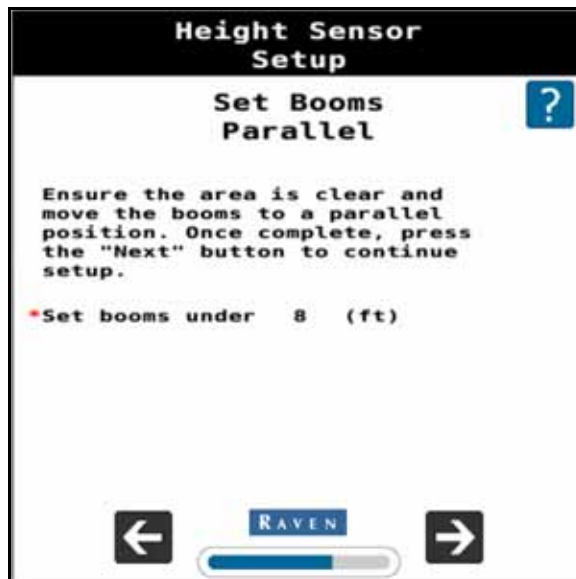 Height Sensor
Setup
Set Booms
Parallel
?
Ensure the area is clear and
move the booms to a parallel
position. Once complete, press
the "Next" button to continue
setup.
*Set booms under 8 (ft)
RAVEN